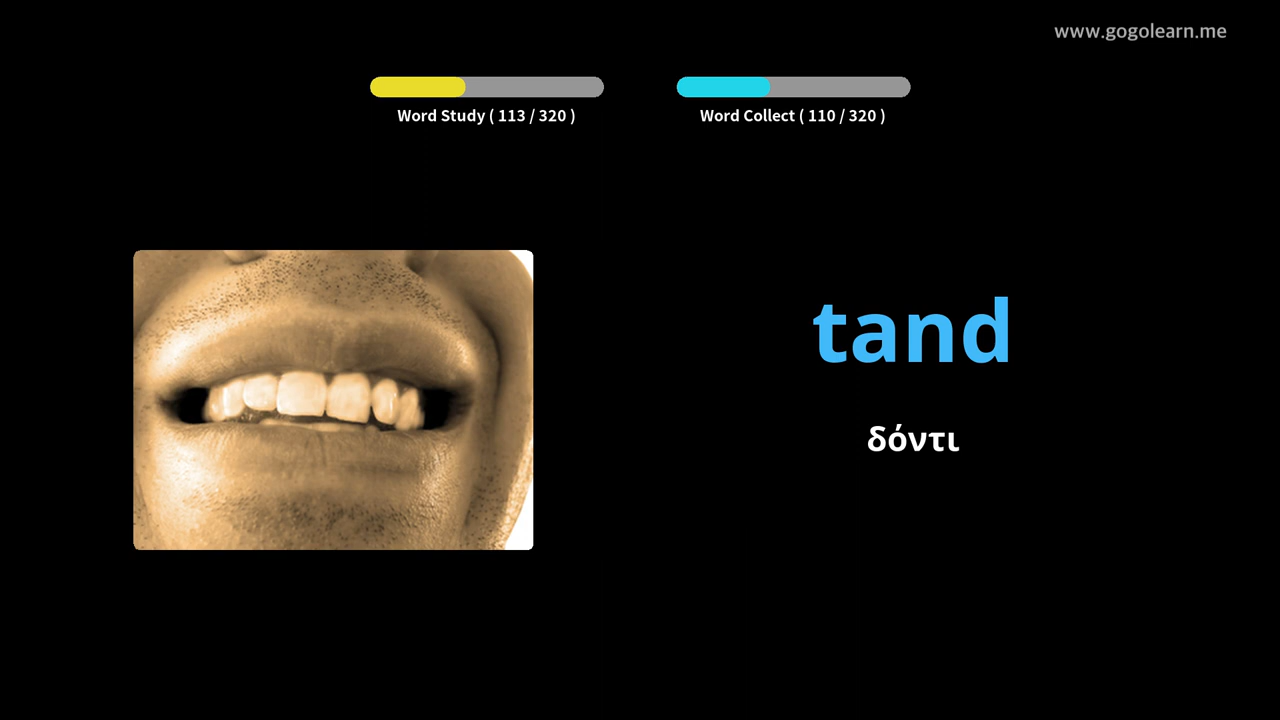 www.gogolearn.me
Word Study ( 113 / 320 )
Word Collect ( 110 / 320 )
tand
δόντι